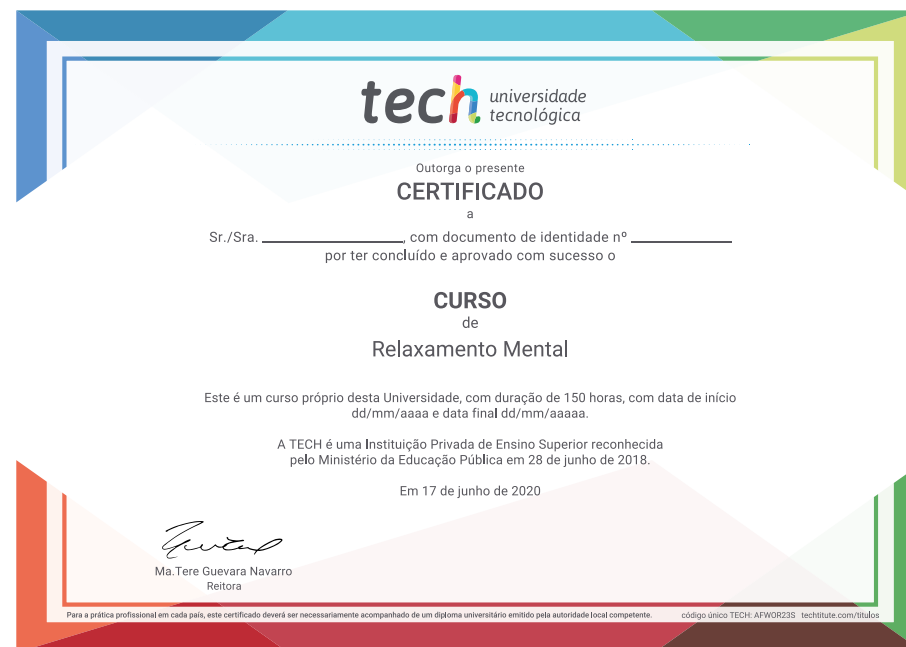 tech universidade
tecnológica
Outorga o presente
CERTIFICADO
a
Sr./Sra. ____________, com documento de identidade nº ____________
por ter concluído e aprovado com sucesso o
CURSO
de
Relaxamento Mental
Este é um curso próprio desta Universidade, com duração de 150 horas, com data de início
dd/mm/aaaa e data final dd/mm/aaaaa.
A TECH é uma Instituição Privada de Ensino Superior reconhecida
pelo Ministério da Educação Pública em 28 de junho de 2018.
Em 17 de junho de 2020
Ma.Tere Guevara Navarro
Reitora
Para a prática profissional em cada país, este certificado deverá ser necessariamente acompanhado de um diploma universitário emitido pela autoridade local competente. código único TECH: AFWOR23S techtitute.com/titulos